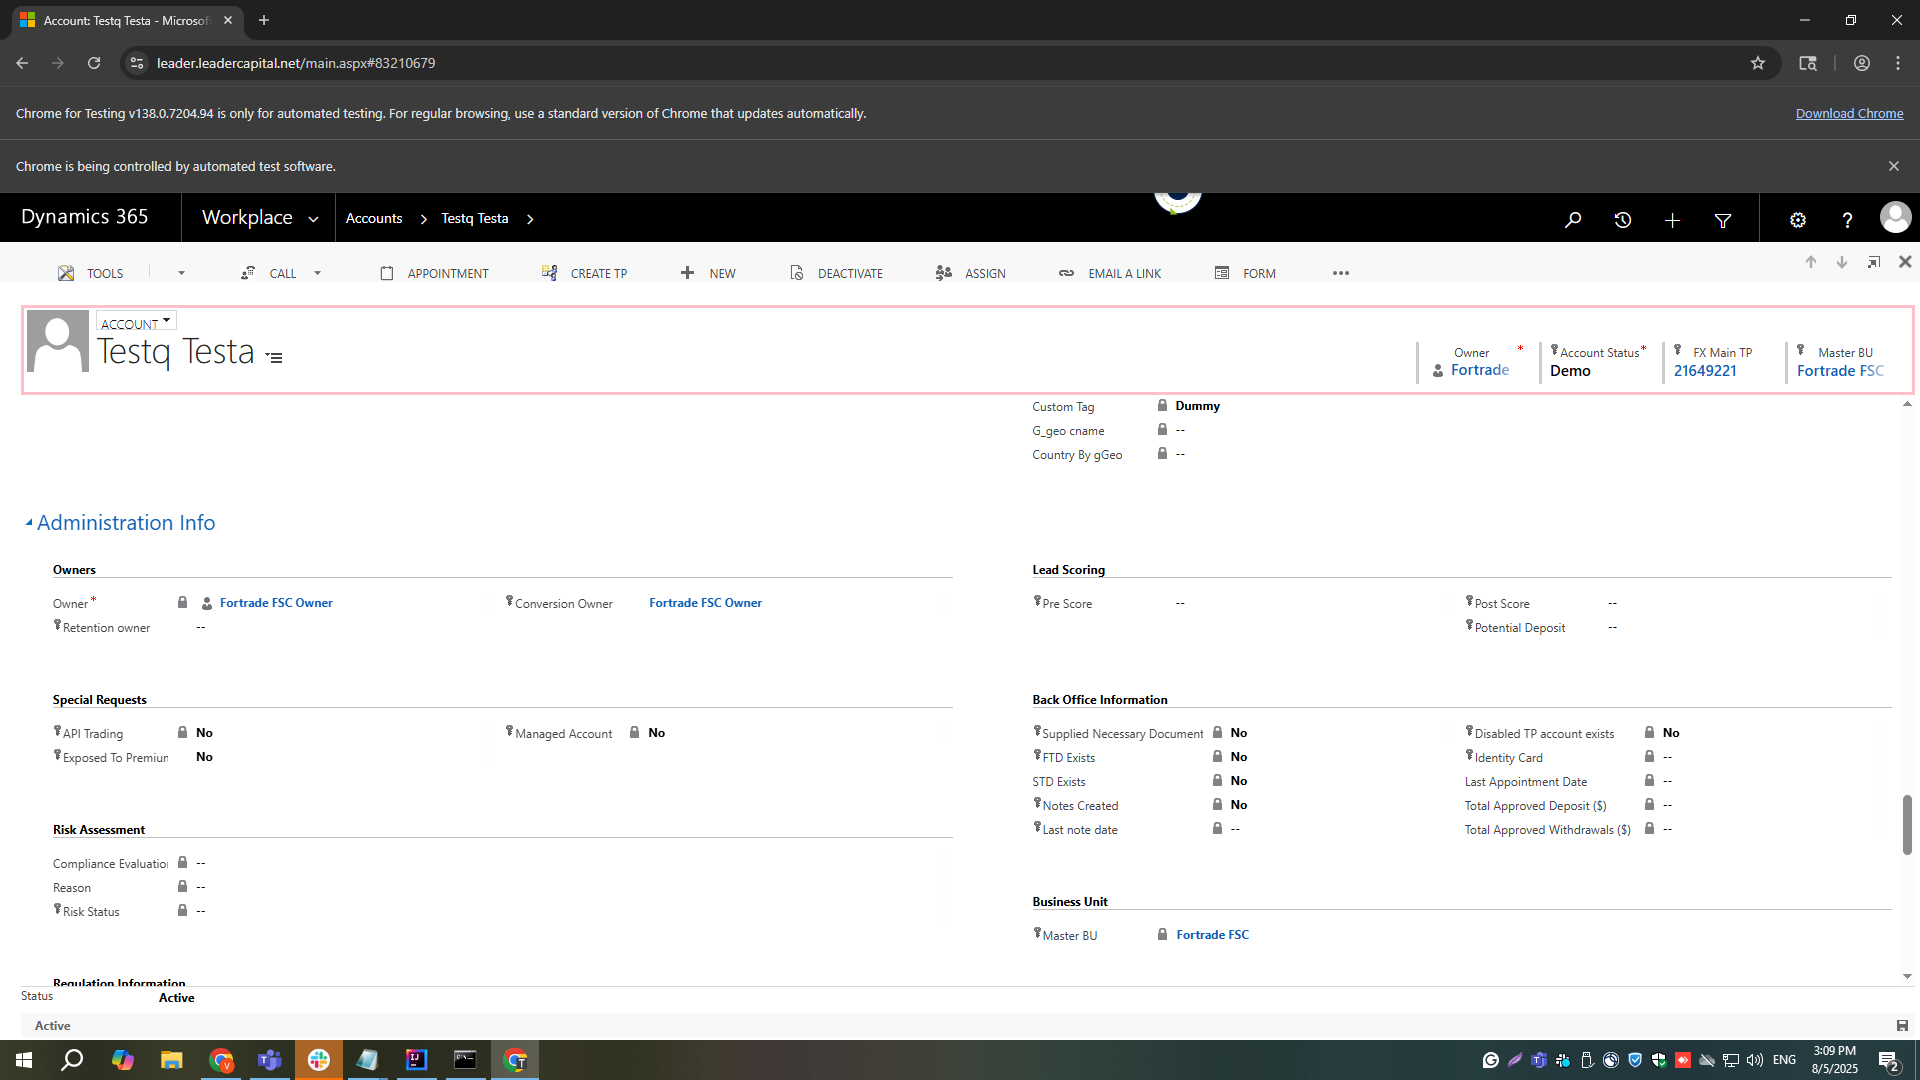 Account: Testq Testa - Microsof
leader.leadercapital.net/main.aspx#83210679
Chrome for Testing v138.0.7204.94 is only for automated testing. For regular browsing, use a standard version of Chrome that updates automatically.
Download Chrome
Chrome is being controlled by automated test software.
Dynamics 365
Workplace
Accounts
Testq Testa
TOOLS
CALL
APPOINTMENT
CREATE TP
NEW
DEACTIVATE
ASSIGN
EMAIL A LINK
FORM
ACCOUNT
Testq Testa
Owner *
Fortrade
Account Status *
Demo
FX Main TP
21649221
Master BU
Fortrade FSC
Custom Tag Dummy
G_geo cname --
Country By gGeo --
Administration Info
Owners
Owner * Fortrade FSC Owner
Conversion Owner Fortrade FSC Owner
Retention owner --
Lead Scoring
Pre Score --
Post Score --
Potential Deposit --
Special Requests
API Trading No
Managed Account No
Exposed To Premiun No
Back Office Information
Supplied Necessary Document No
Disabled TP account exists No
FTD Exists No
Identity Card --
STD Exists No
Last Appointment Date --
Notes Created No
Total Approved Deposit ($) --
Last note date --
Total Approved Withdrawals ($) --
Risk Assessment
Compliance Evaluatio --
Reason --
Risk Status --
Business Unit
Master BU Fortrade FSC
Regulation Information
Status Active
Active
ENG
3:09 PM
8/5/2025
2